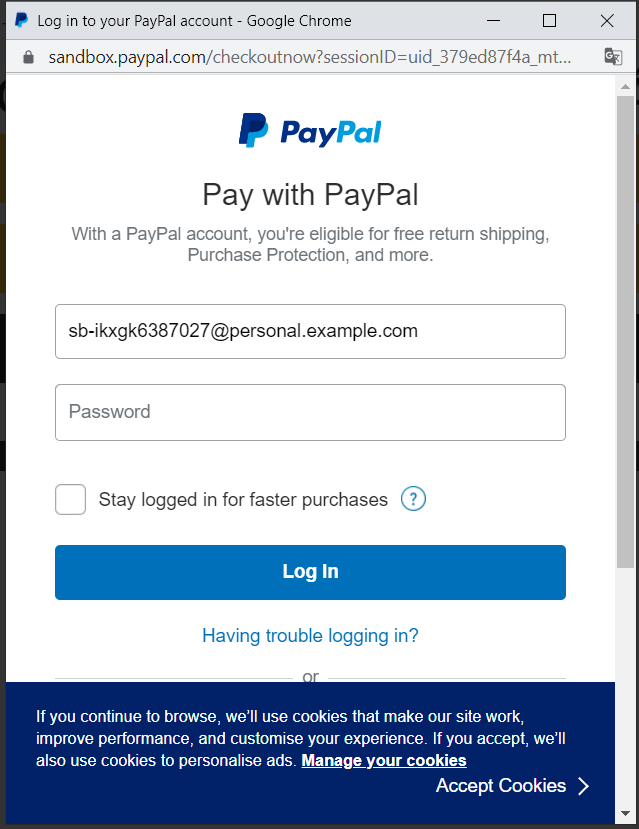 Log in to your PayPal account - Google Chrome
sandbox.paypal.com/checkoutnow?sessionID=uid_379ed87f4a_mt...
PayPal
Pay with PayPal
With a PayPal account, you're eligible for free return shipping,
Purchase Protection, and more.
sb-ikxgk6387027@personal.example.com
Password
Stay logged in for faster purchases ?
Log In
Having trouble logging in?
or
If you continue to browse, we’ll use cookies that make our site work,
improve performance, and customise your experience. If you accept, we’ll
also use cookies to personalise ads. Manage your cookies
Accept Cookies